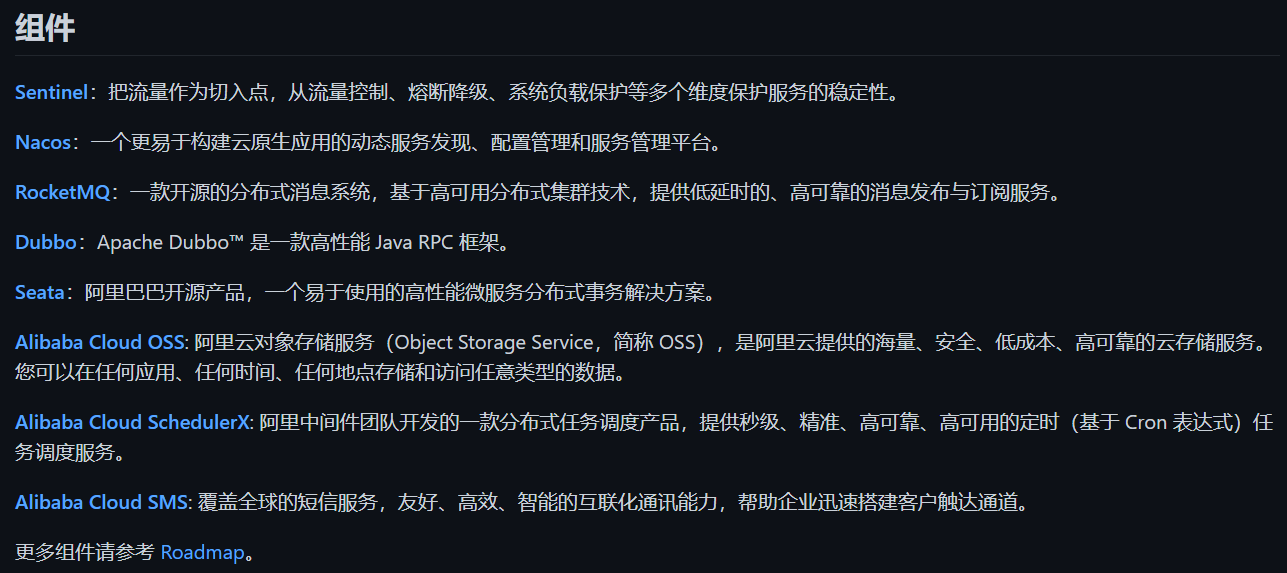 组件
Sentinel：把流量作为切入点，从流量控制、熔断降级、系统负载保护等多个维度保护服务的稳定性。
Nacos：一个更易于构建云原生应用的动态服务发现、配置管理和服务管理平台。
RocketMQ：一款开源的分布式消息系统，基于高可用分布式集群技术，提供低延时的、高可靠的消息发布与订阅服务。
Dubbo：Apache Dubbo™ 是一款高性能 Java RPC 框架。
Seata：阿里巴巴开源产品，一个易于使用的高性能微服务分布式事务解决方案。
Alibaba Cloud OSS: 阿里云对象存储服务（Object Storage Service，简称 OSS），是阿里云提供的海量、安全、低成本、高可靠的云存储服务。
您可以在任何应用、任何时间、任何地点存储和访问任意类型的数据。
Alibaba Cloud SchedulerX: 阿里中间件团队开发的一款分布式任务调度产品，提供秒级、精准、高可靠、高可用的定时（基于 Cron 表达式）任
务调度服务。
Alibaba Cloud SMS: 覆盖全球的短信服务，友好、高效、智能的互联化通讯能力，帮助企业迅速搭建客户触达通道。
更多组件请参考 Roadmap。